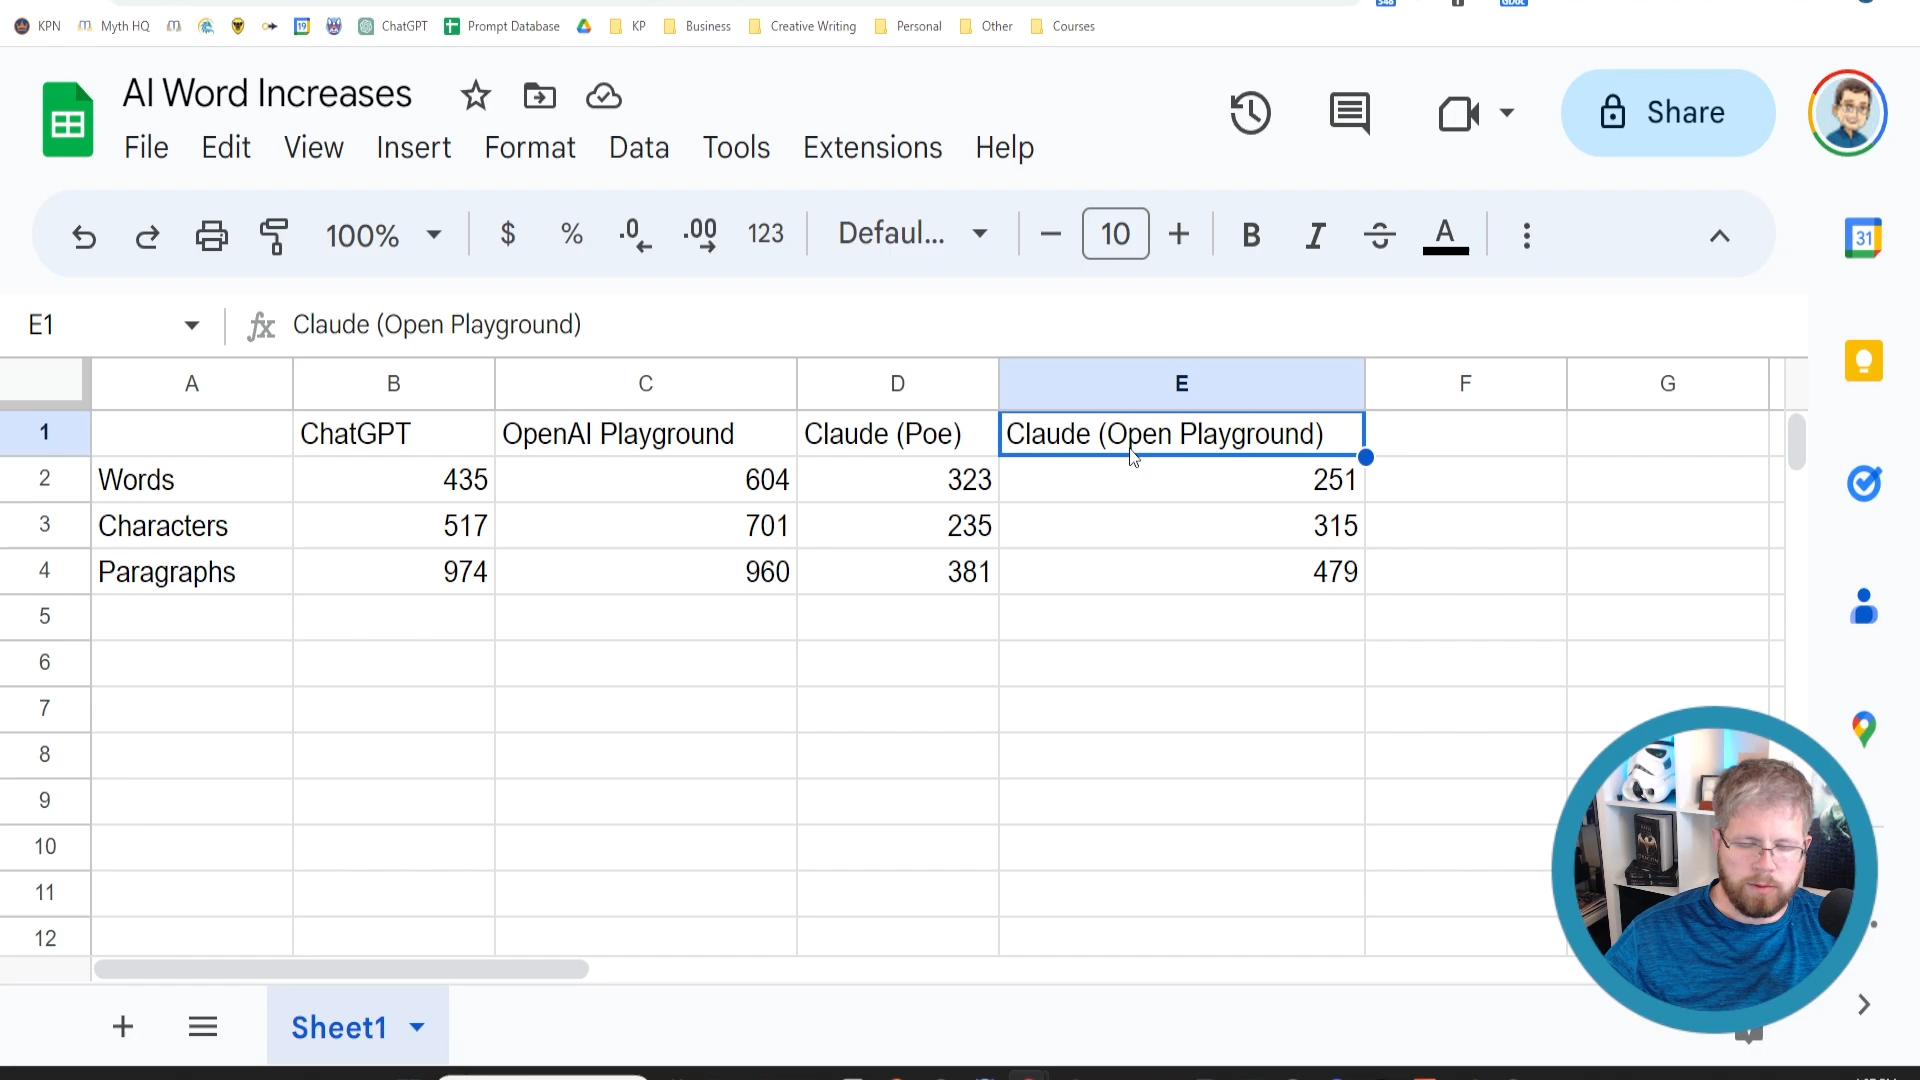 KPN Myth HQ 19 ChatGPT Prompt Database KP Business Creative Writing Personal Other Courses
AI Word Increases
Share
File Edit View Insert Format Data Tools Extensions Help
100% $ % .0 .00 123 Defaul... 10 B I S A
31
E1 fx Claude (Open Playground)
A B C D E F G
1 ChatGPT OpenAI Playground Claude (Poe) Claude (Open Playground)
2 Words 435 604 323 251
3 Characters 517 701 235 315
4 Paragraphs 974 960 381 479
5
6
7
8
9
10
11
12
Sheet1